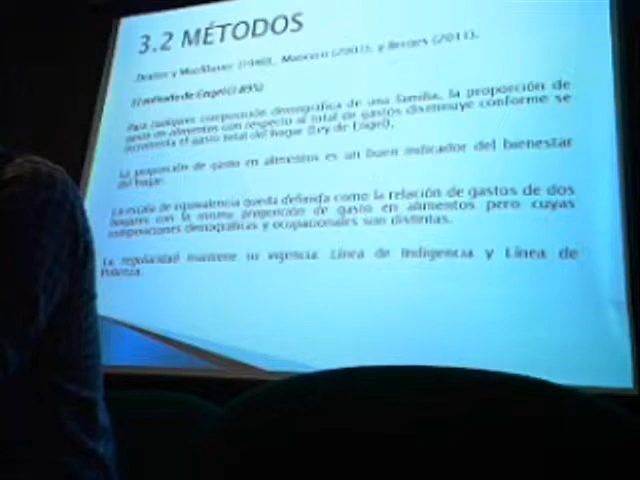 3.2 MÉTODOS
Deaton y Muellbauer (1980), Mancero (2001), y Berges (2011).
El método de Engel (1895)
Para cualquier composición demográfica de una familia, la proporción de
gasto en alimentos con respecto al total de gastos disminuye conforme se
incrementa el gasto total del hogar (Ley de Engel).
La proporción de gasto en alimentos es un buen indicador del bienestar
del hogar.
La escala de equivalencia queda definida como la relación de gastos de dos
hogares con la misma proporción de gasto en alimentos pero cuyas
composiciones demográficas y ocupacionales son distintas.
La regularidad mantiene su vigencia. Línea de Indigencia y Línea de
Pobreza.